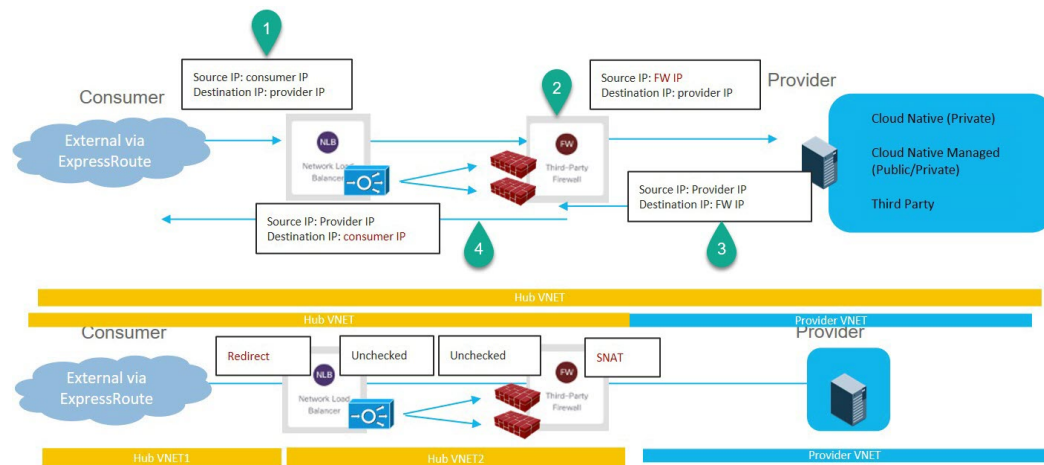 1
Source IP: consumer IP
Destination IP: provider IP
Consumer
External via
ExpressRoute
NLB
Network Load
Balancer
2
FW
Third-Party
Firewall
Source IP: FW IP
Destination IP: provider IP
Provider
Cloud Native (Private)
Cloud Native Managed
(Public/Private)
Third Party
Source IP: Provider IP
Destination IP: FW IP
3
Source IP: Provider IP
Destination IP: consumer IP
4
Hub VNET
Hub VNET
Provider VNET
Consumer
External via
ExpressRoute
Redirect
NLB
Network Load
Balancer
Unchecked
Unchecked
FW
Third-Party
Firewall
SNAT
Provider
Hub VNET1
Hub VNET2
Provider VNET